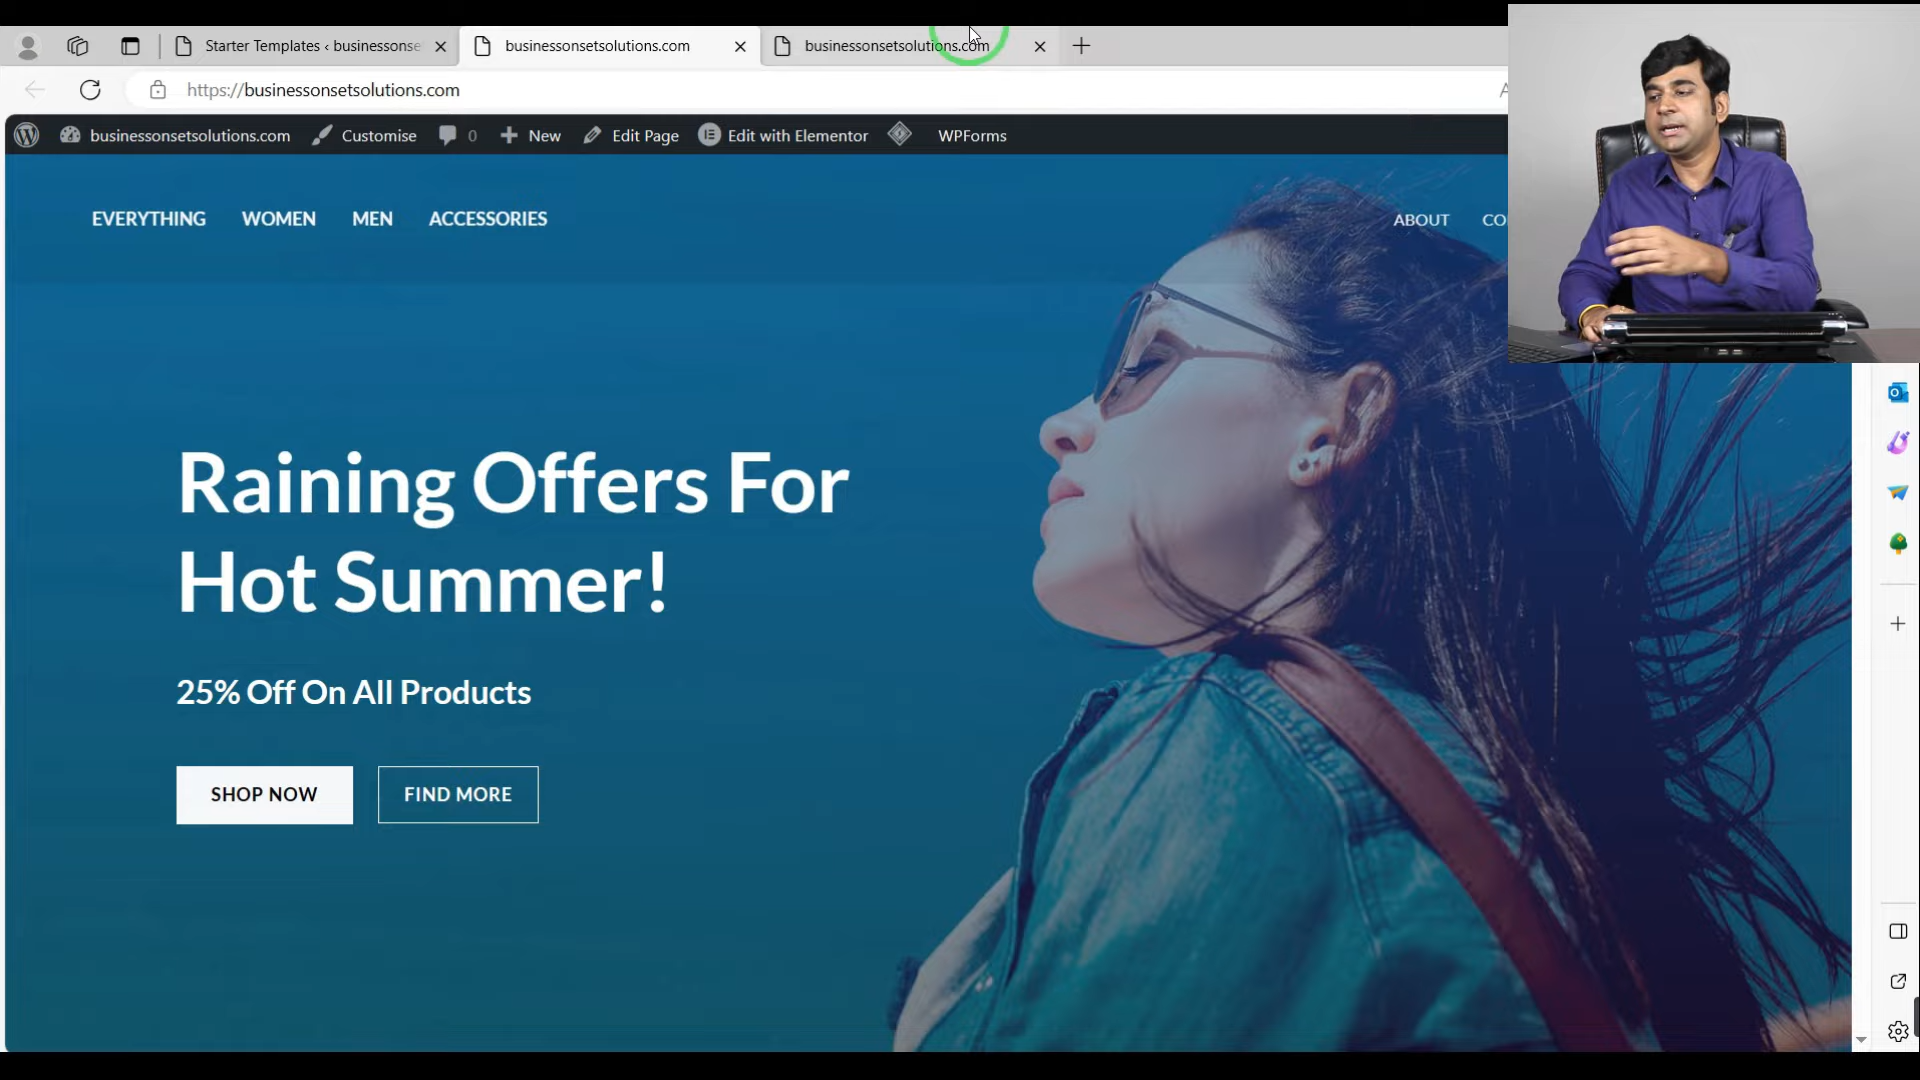 Starter Templates ‹ businessonse
businessonsetsolutions.com
businessonsetsolutions.com
https://businessonsetsolutions.com
businessonsetsolutions.com
Customise
0
New
Edit Page
Edit with Elementor
WPForms
EVERYTHING
WOMEN
MEN
ACCESSORIES
ABOUT
CO
Raining Offers For
Hot Summer!
25% Off On All Products
SHOP NOW
FIND MORE